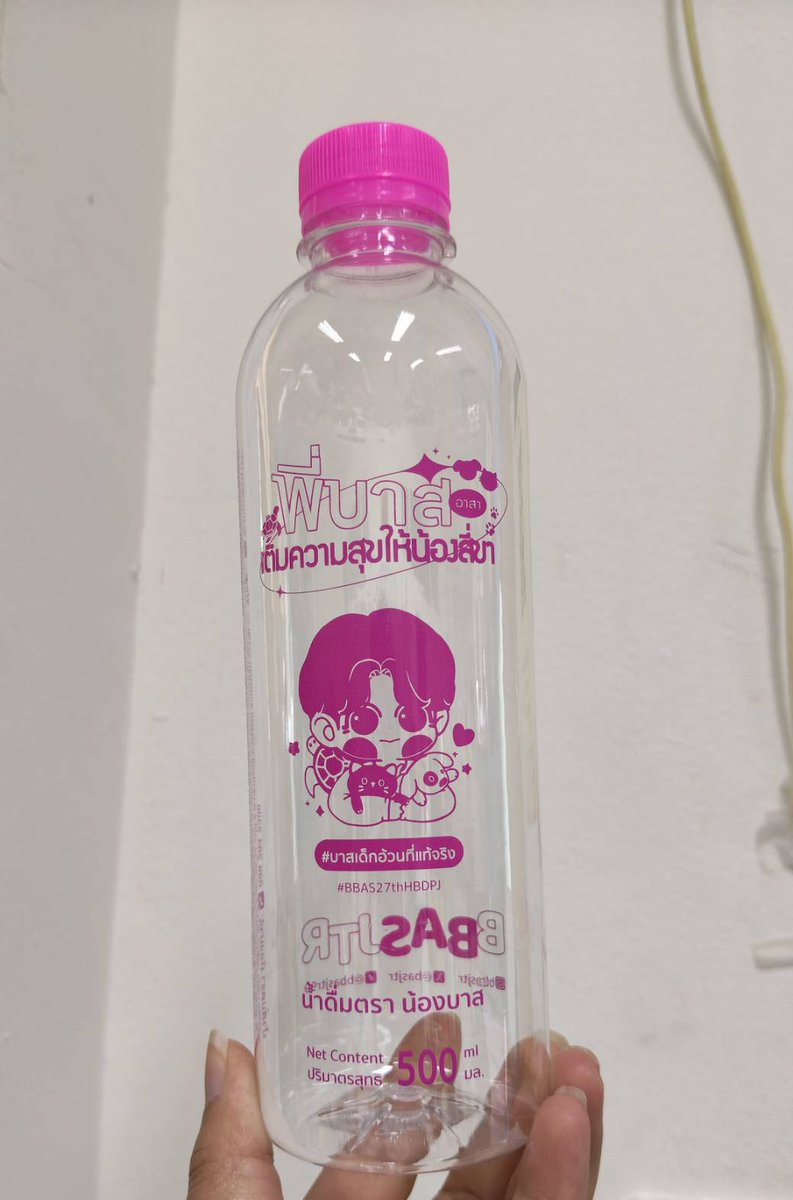 พี่บาส อาสา
เติมความสุขให้น้องสี่ขา
#บาสเด็กอ้วนที่แท้จริง
#BBAS27thHBDPJ
BBASJTR
@bbasjtr @basjtr
น้ำดื่มตรา น้องบาส
Net Content 500 ml
ปริมาตรสุทธิ มล.